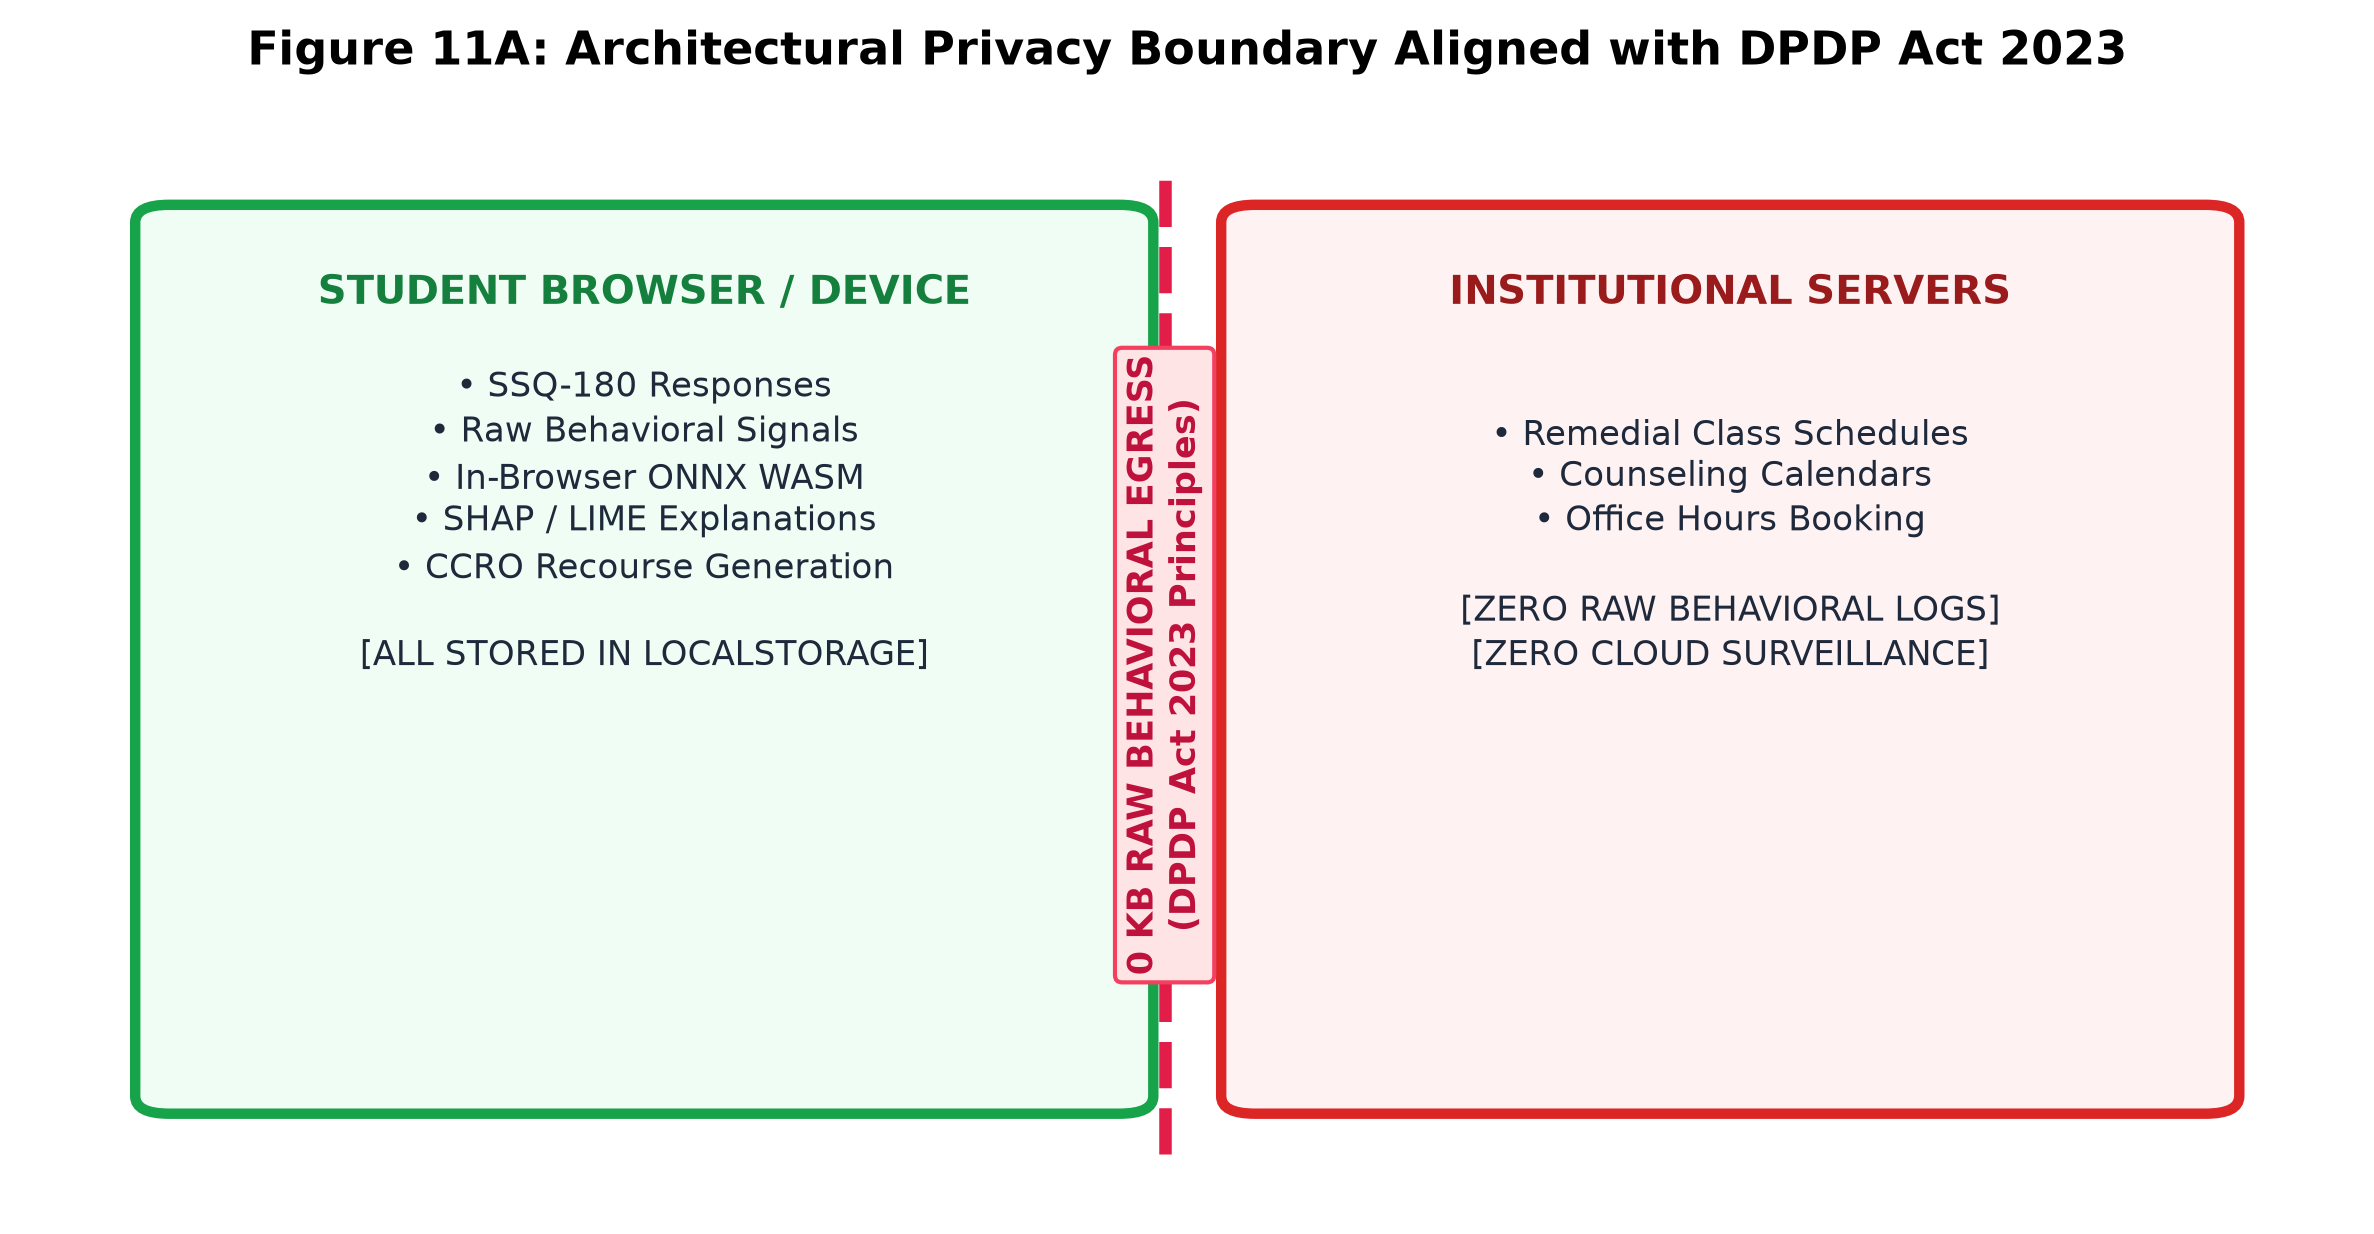 Figure 11A: Architectural Privacy Boundary Aligned with DPDP Act 2023
STUDENT BROWSER / DEVICE
• SSQ-180 Responses
• Raw Behavioral Signals
• In-Browser ONNX WASM
• SHAP / LIME Explanations
• CCRO Recourse Generation
[ALL STORED IN LOCALSTORAGE]
0 KB RAW BEHAVIORAL EGRESS
(DPDP Act 2023 Principles)
INSTITUTIONAL SERVERS
• Remedial Class Schedules
• Counseling Calendars
• Office Hours Booking
[ZERO RAW BEHAVIORAL LOGS]
[ZERO CLOUD SURVEILLANCE]